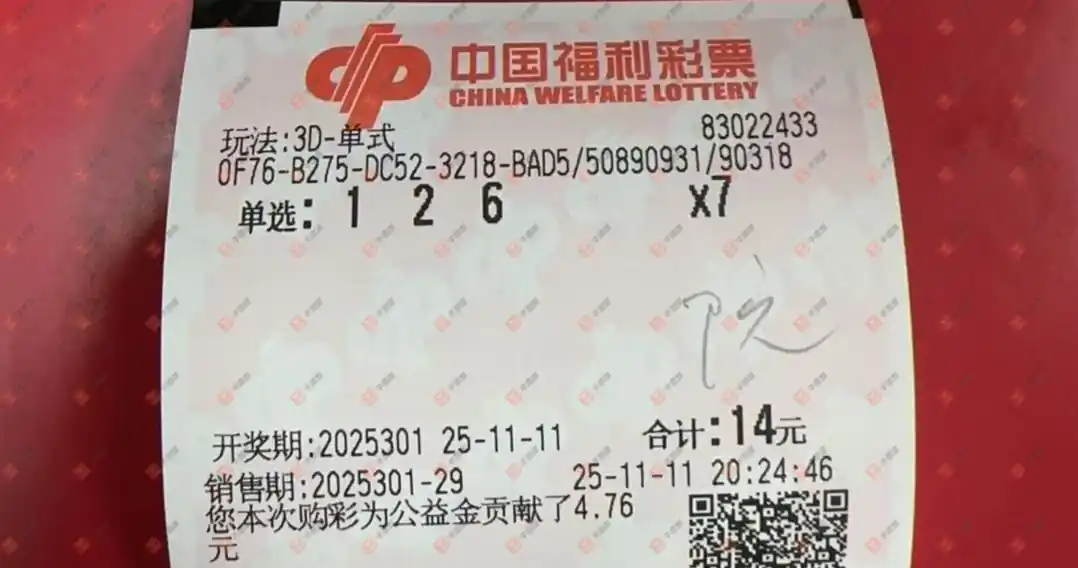 中国福利彩票
CHINA WELFARE LOTTERY
玩法:3D-单式 83022433
0F76-B275-DC52-3218-BAD5/50890931/90318
单选: 1 2 6 x7
院
开奖期:2025301 25-11-11 合计:14元
销售期:2025301-29 25-11-11 20:24:46
您本次购彩为公益金贡献了4.76
元